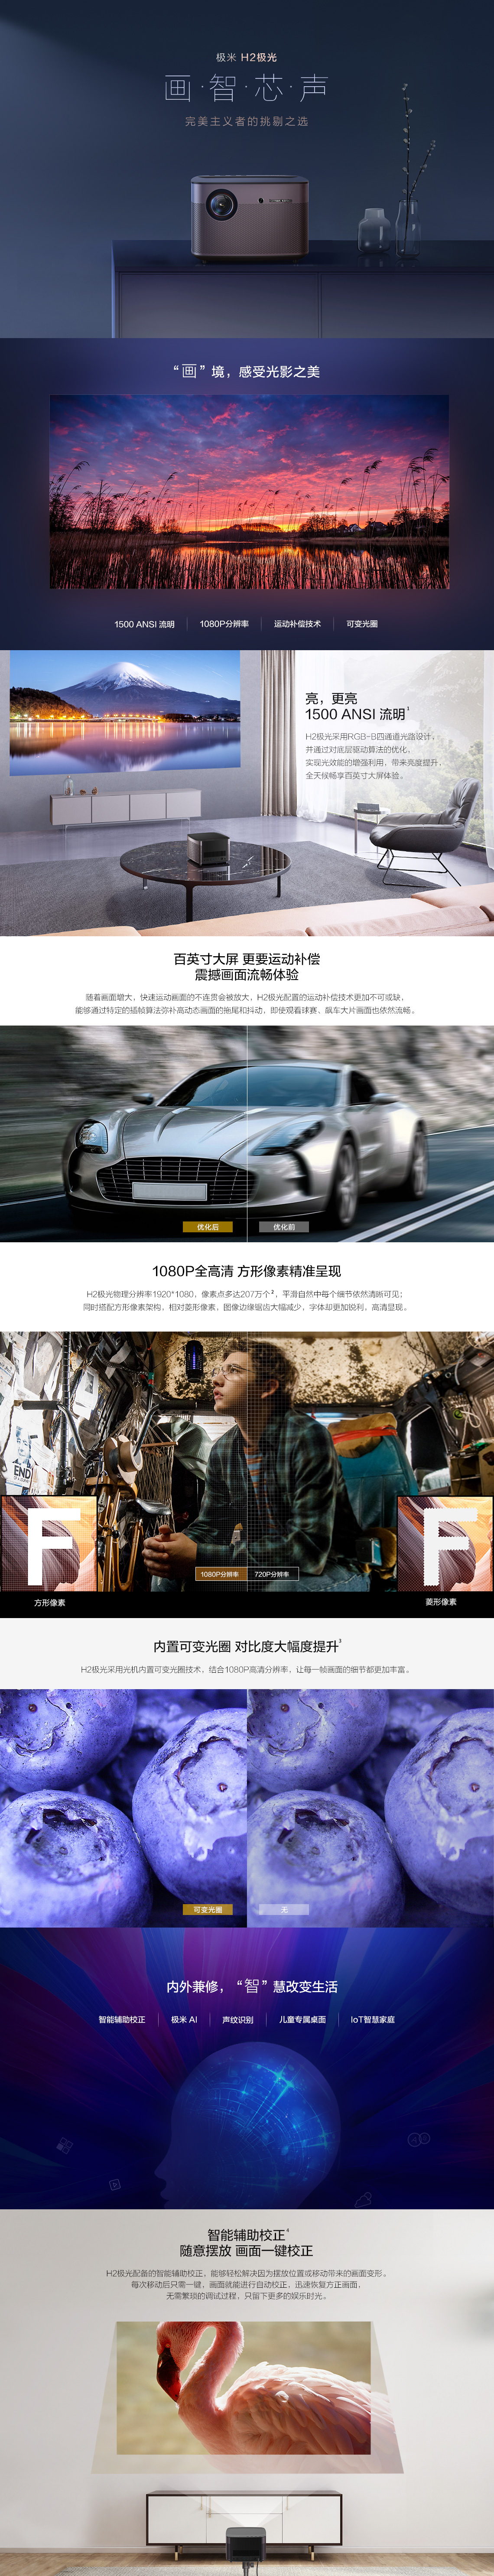 极米 H2极光
画·智·芯·声
完美主义者的挑剔之选
“画”境，感受光影之美
1500 ANSI 流明
1080P分辨率
运动补偿技术
可变光圈
亮，更亮
1500 ANSI 流明¹
H2极光采用RGB-B四通道光路设计，
并通过对底层驱动算法的优化，
实现光效能的增强利用，带来亮度提升，
全天候畅享百英寸大屏体验。
百英寸大屏 更要运动补偿
震撼画面流畅体验
随着画面增大，快速运动画面的不连贯会被放大，H2极光配置的运动补偿技术更加不可或缺，
能够通过特定的插帧算法弥补高动态画面的拖尾和抖动，即使观看球赛、飙车大片画面也依然流畅。
优化后
优化前
1080P全高清 方形像素精准呈现
H2极光物理分辨率1920*1080，像素点多达207万个²，平滑自然中每个细节依然清晰可见；
同时搭配方形像素架构，相对菱形像素，图像边缘锯齿大幅减少，字体却更加锐利，高清显现。
END
F
F
1080P分辨率
720P分辨率
方形像素
菱形像素
内置可变光圈 对比度大幅度提升³
H2极光采用光机内置可变光圈技术，结合1080P高清分辨率，让每一帧画面的细节都更加丰富。
可变光圈
无
内外兼修，“智”慧改变生活
智能辅助校正
极米 AI
声纹识别
儿童专属桌面
IoT智慧家庭
智能辅助校正⁴
随意摆放 画面一键校正
H2极光配备的智能辅助校正，能够轻松解决因为摆放位置或移动带来的画面变形。
每次移动后只需一键，画面就能进行自动校正，迅速恢复方正画面，
无需繁琐的调试过程，只留下更多的娱乐时光。